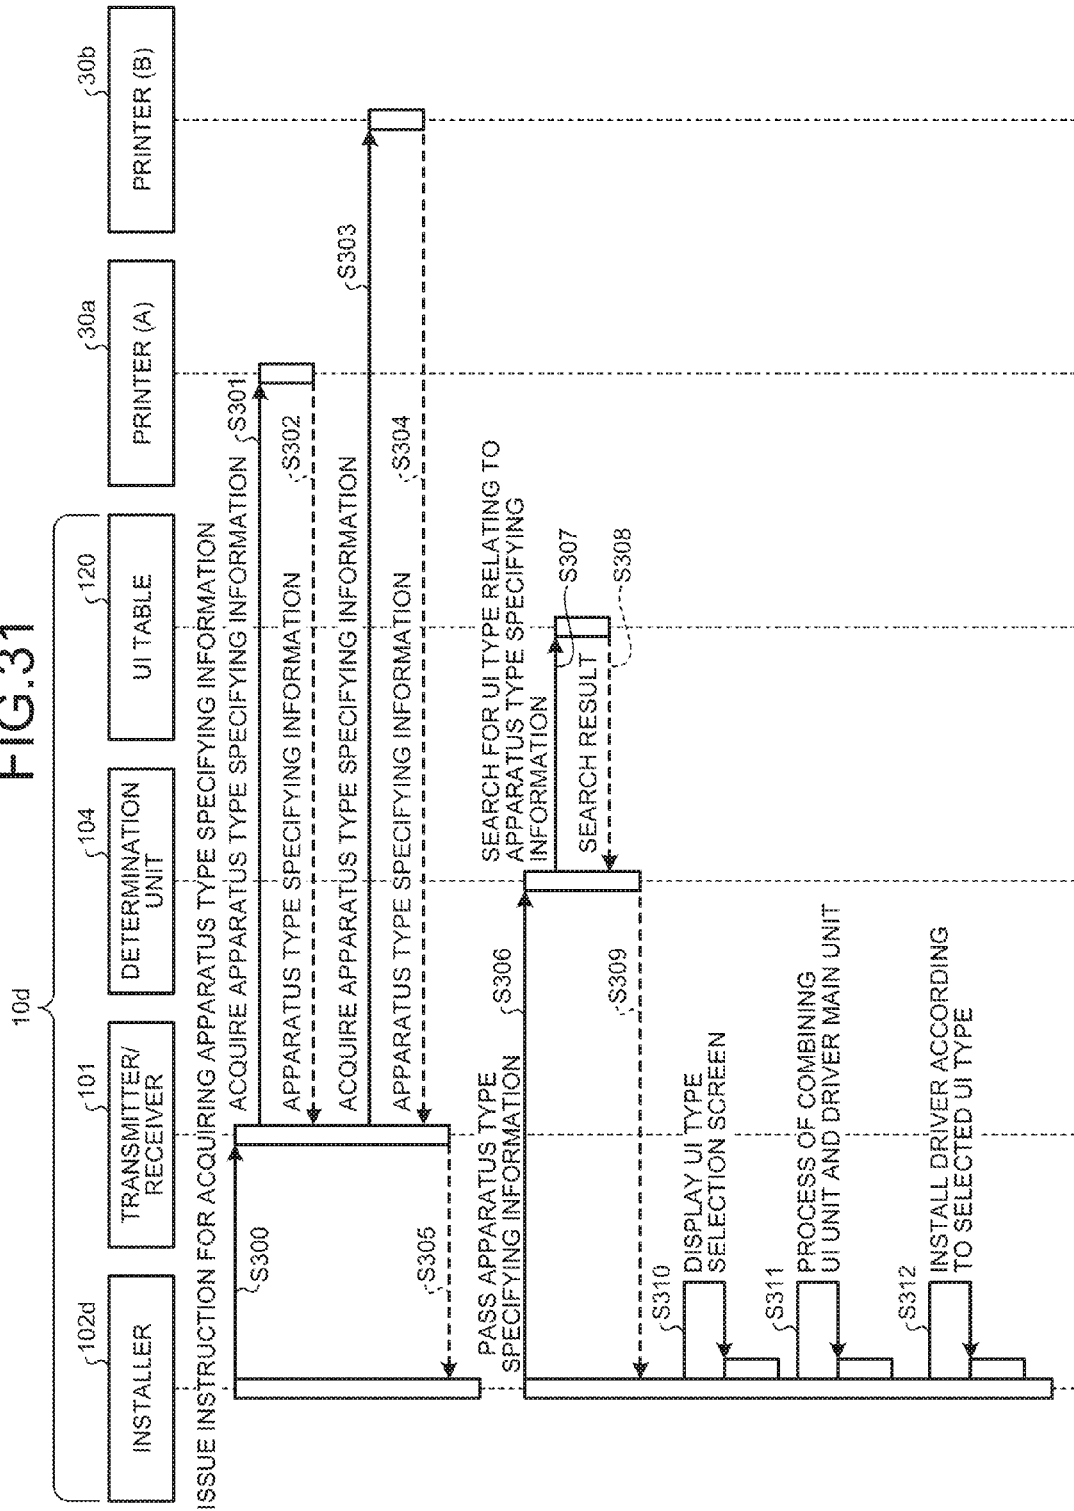 FIG.31
10d
102d
INSTALLER
101
TRANSMITTER/
RECEIVER
104
DETERMINATION
UNIT
120
UI TABLE
30a
PRINTER (A)
30b
PRINTER (B)
ISSUE INSTRUCTION FOR ACQUIRING APPARATUS TYPE SPECIFYING INFORMATION
S300
ACQUIRE APPARATUS TYPE SPECIFYING INFORMATION
S301
APPARATUS TYPE SPECIFYING INFORMATION
S302
ACQUIRE APPARATUS TYPE SPECIFYING INFORMATION
S303
APPARATUS TYPE SPECIFYING INFORMATION
S304
S305
PASS APPARATUS TYPE
SPECIFYING INFORMATION
S306
SEARCH FOR UI TYPE RELATING TO
APPARATUS TYPE SPECIFYING
INFORMATION
S307
SEARCH RESULT
S308
S309
S310
DISPLAY UI TYPE
SELECTION SCREEN
S311
PROCESS OF COMBINING
UI UNIT AND DRIVER MAIN UNIT
S312
INSTALL DRIVER ACCORDING
TO SELECTED UI TYPE